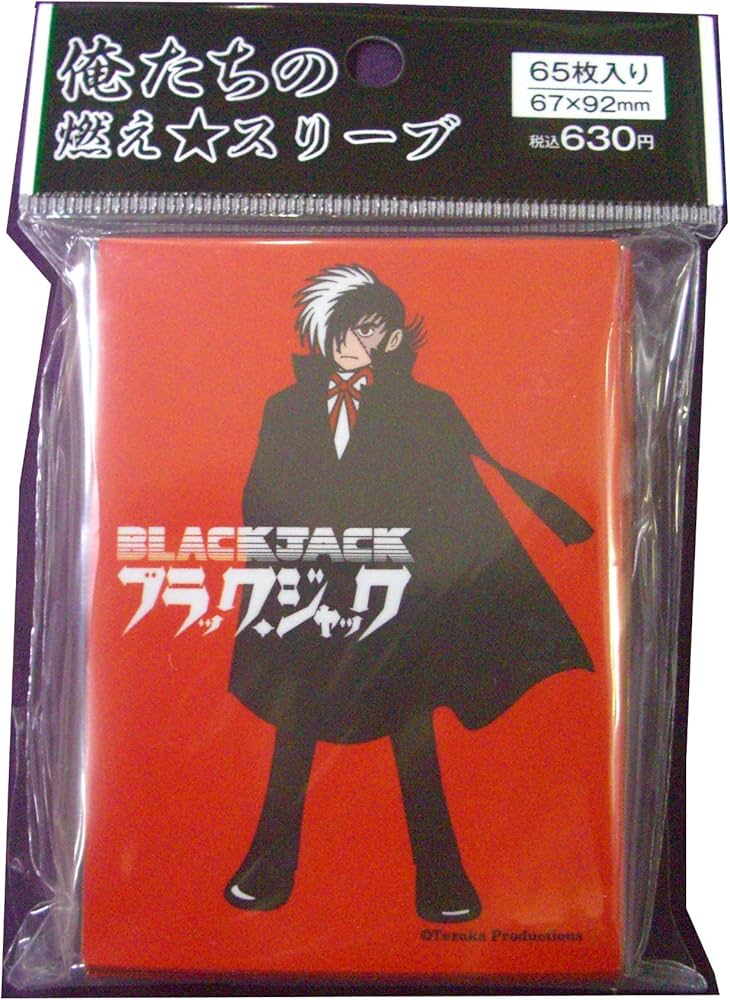 俺たちの
燃え☆スリーブ
65枚入り
67×92mm
税込630円
BLACKJACK
ブラック・ジャック
©Tezuka Productions